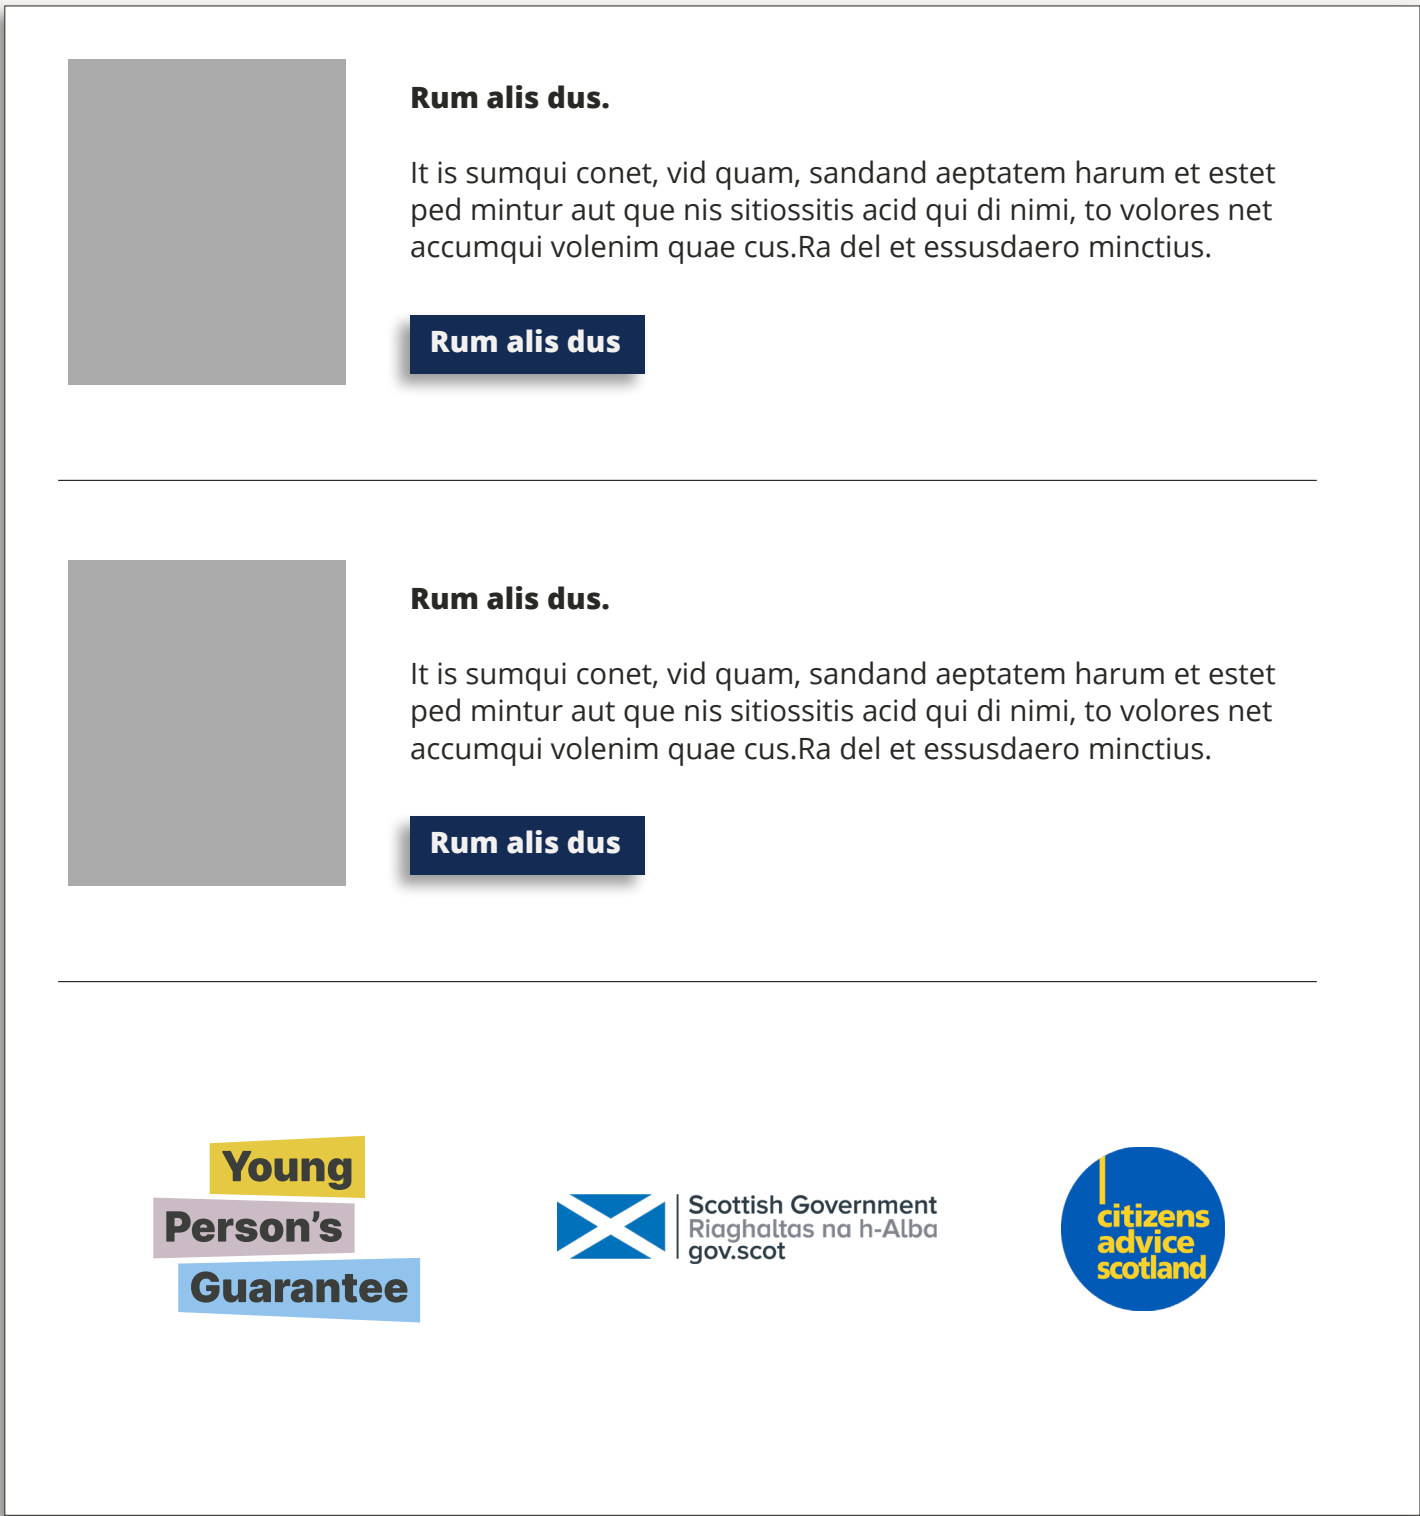 Rum alis dus.
It is sumqui conet, vid quam, sandand aeptatem harum et estet
ped mintur aut que nis sitiossitis acid qui di nimi, to volores net
accumqui volenim quae cus.Ra del et essusdaero minctius.
Rum alis dus
Rum alis dus.
It is sumqui conet, vid quam, sandand aeptatem harum et estet
ped mintur aut que nis sitiossitis acid qui di nimi, to volores net
accumqui volenim quae cus.Ra del et essusdaero minctius.
Rum alis dus
Young
Person's
Guarantee
Scottish Government
Riaghaltas na h-Alba
gov.scot
citizens
advice
scotland